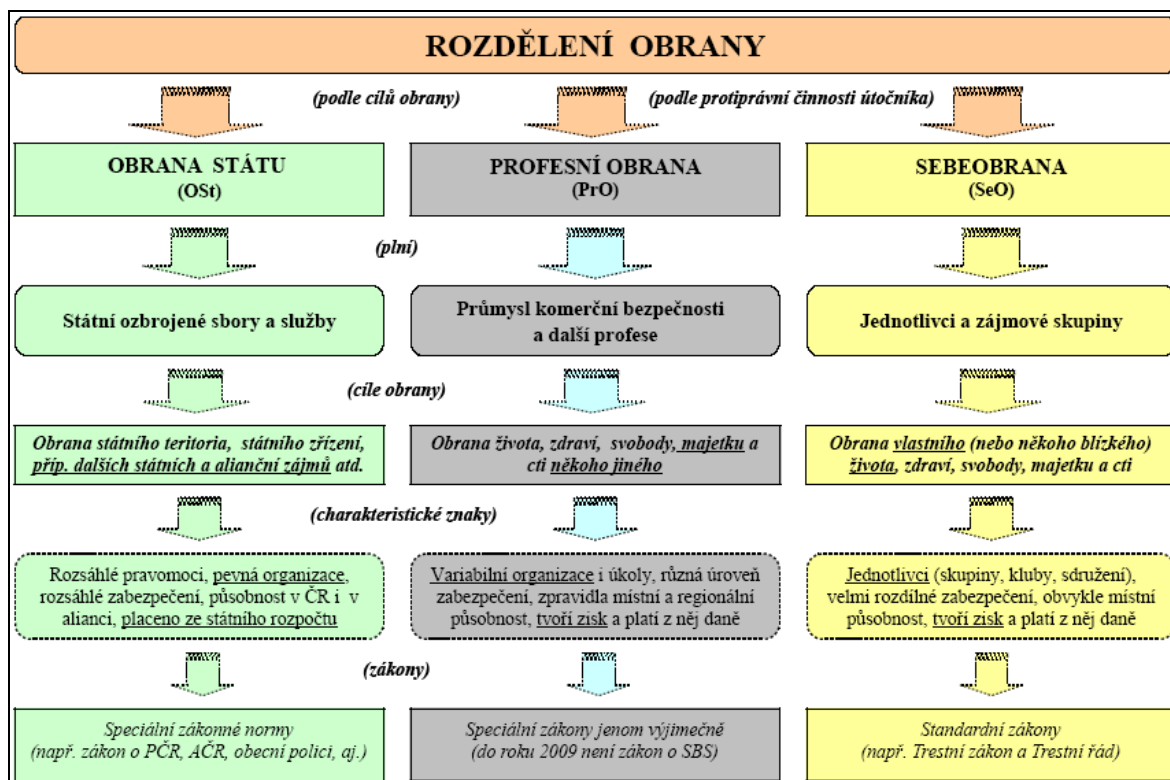 ROZDĚLENÍ OBRANY
(podle cílů obrany)
(podle protiprávní činnosti útočníka)
OBRANA STÁTU
(OSt)
PROFESNÍ OBRANA
(PrO)
SEBEOBRANA
(SeO)
(plní)
Státní ozbrojené sbory a služby
Průmysl komerční bezpečnosti
a další profese
Jednotlivci a zájmové skupiny
(cíle obrany)
Obrana státního teritoria, státního zřízení,
příp. dalších státních a alianční zájmů atd.
Obrana života, zdraví, svobody, majetku a
cti někoho jiného
Obrana vlastního (nebo někoho blízkého)
života, zdraví, svobody, majetku a cti
(charakteristické znaky)
Rozsáhlé pravomoci, pevná organizace,
rozsáhlé zabezpečení, působnost v ČR i v
alianci, placeno ze státního rozpočtu
Variabilní organizace i úkoly, různá úroveň
zabezpečení, zpravidla místní a regionální
působnost, tvoří zisk a platí z něj daně
Jednotlivci (skupiny, kluby, sdružení),
velmi rozdílné zabezpečení, obvykle místní
působnost, tvoří zisk a platí z něj daně
(zákony)
Speciální zákonné normy
(např. zákon o PČR, AČR, obecní polici, aj.)
Speciální zákony jenom výjimečně
(do roku 2009 není zákon o SBS)
Standardní zákony
(např. Trestní zákon a Trestní řád)